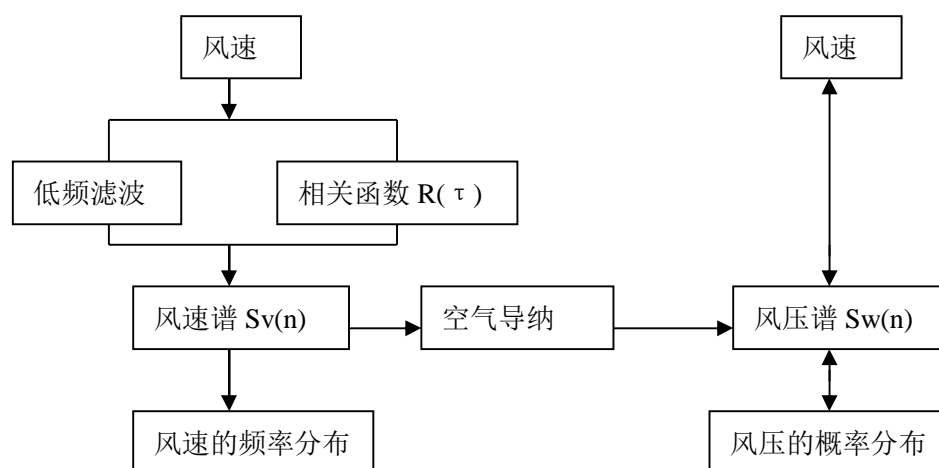 风速
风速
低频滤波
相关函数 R(τ)
风速谱 Sv(n)
空气导纳
风压谱 Sw(n)
风速的频率分布
风压的概率分布